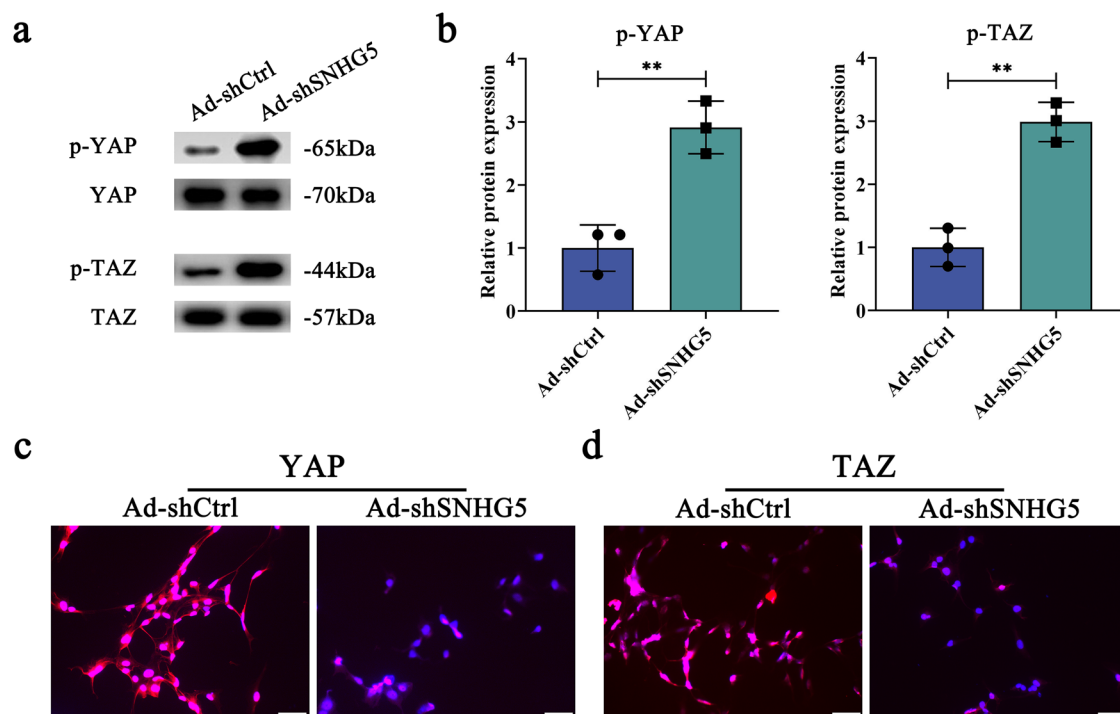 a
Ad-shCtrl
Ad-shSNHG5
p-YAP
-65kDa
YAP
-70kDa
p-TAZ
-44kDa
TAZ
-57kDa
b
p-YAP
Relative protein expression
4
3
2
1
0
**
Ad-shCtrl
Ad-shSNHG5
p-TAZ
Relative protein expression
4
3
2
1
0
**
Ad-shCtrl
Ad-shSNHG5
c
YAP
Ad-shCtrl
Ad-shSNHG5
d
TAZ
Ad-shCtrl
Ad-shSNHG5